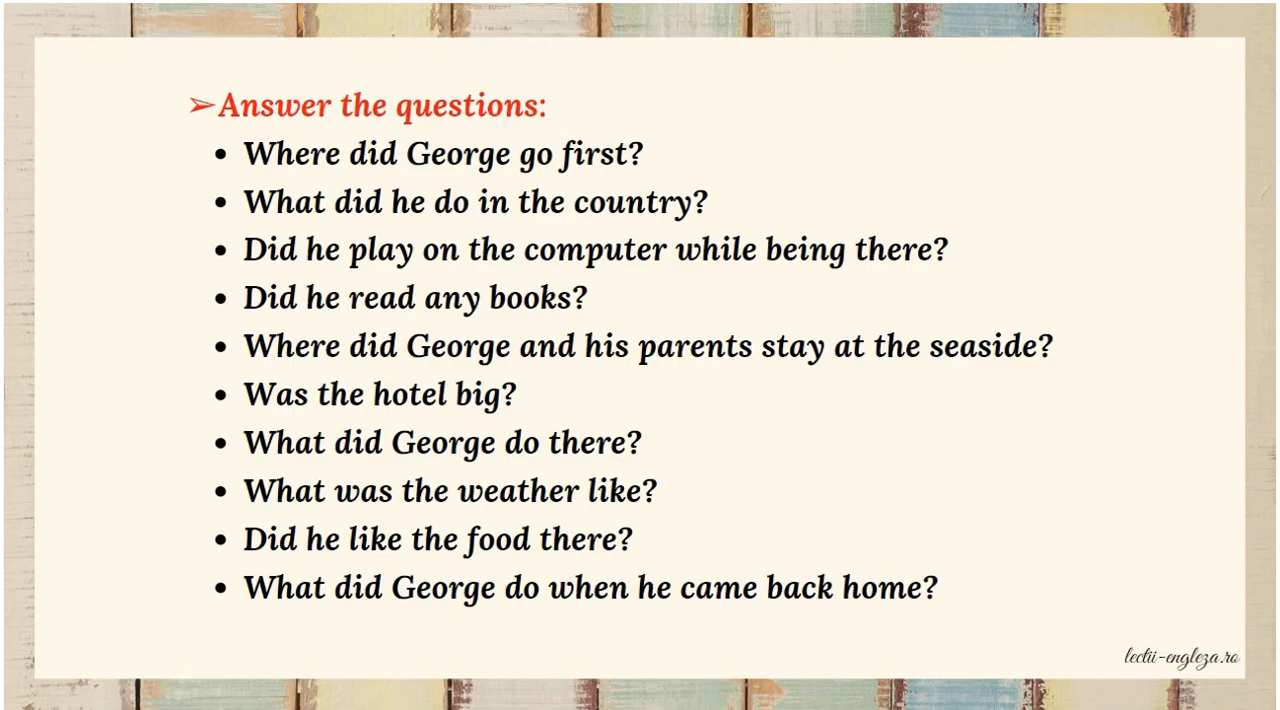 ➢Answer the questions:
• Where did George go first?
• What did he do in the country?
• Did he play on the computer while being there?
• Did he read any books?
• Where did George and his parents stay at the seaside?
• Was the hotel big?
• What did George do there?
• What was the weather like?
• Did he like the food there?
• What did George do when he came back home?
lectii-engleza.ro